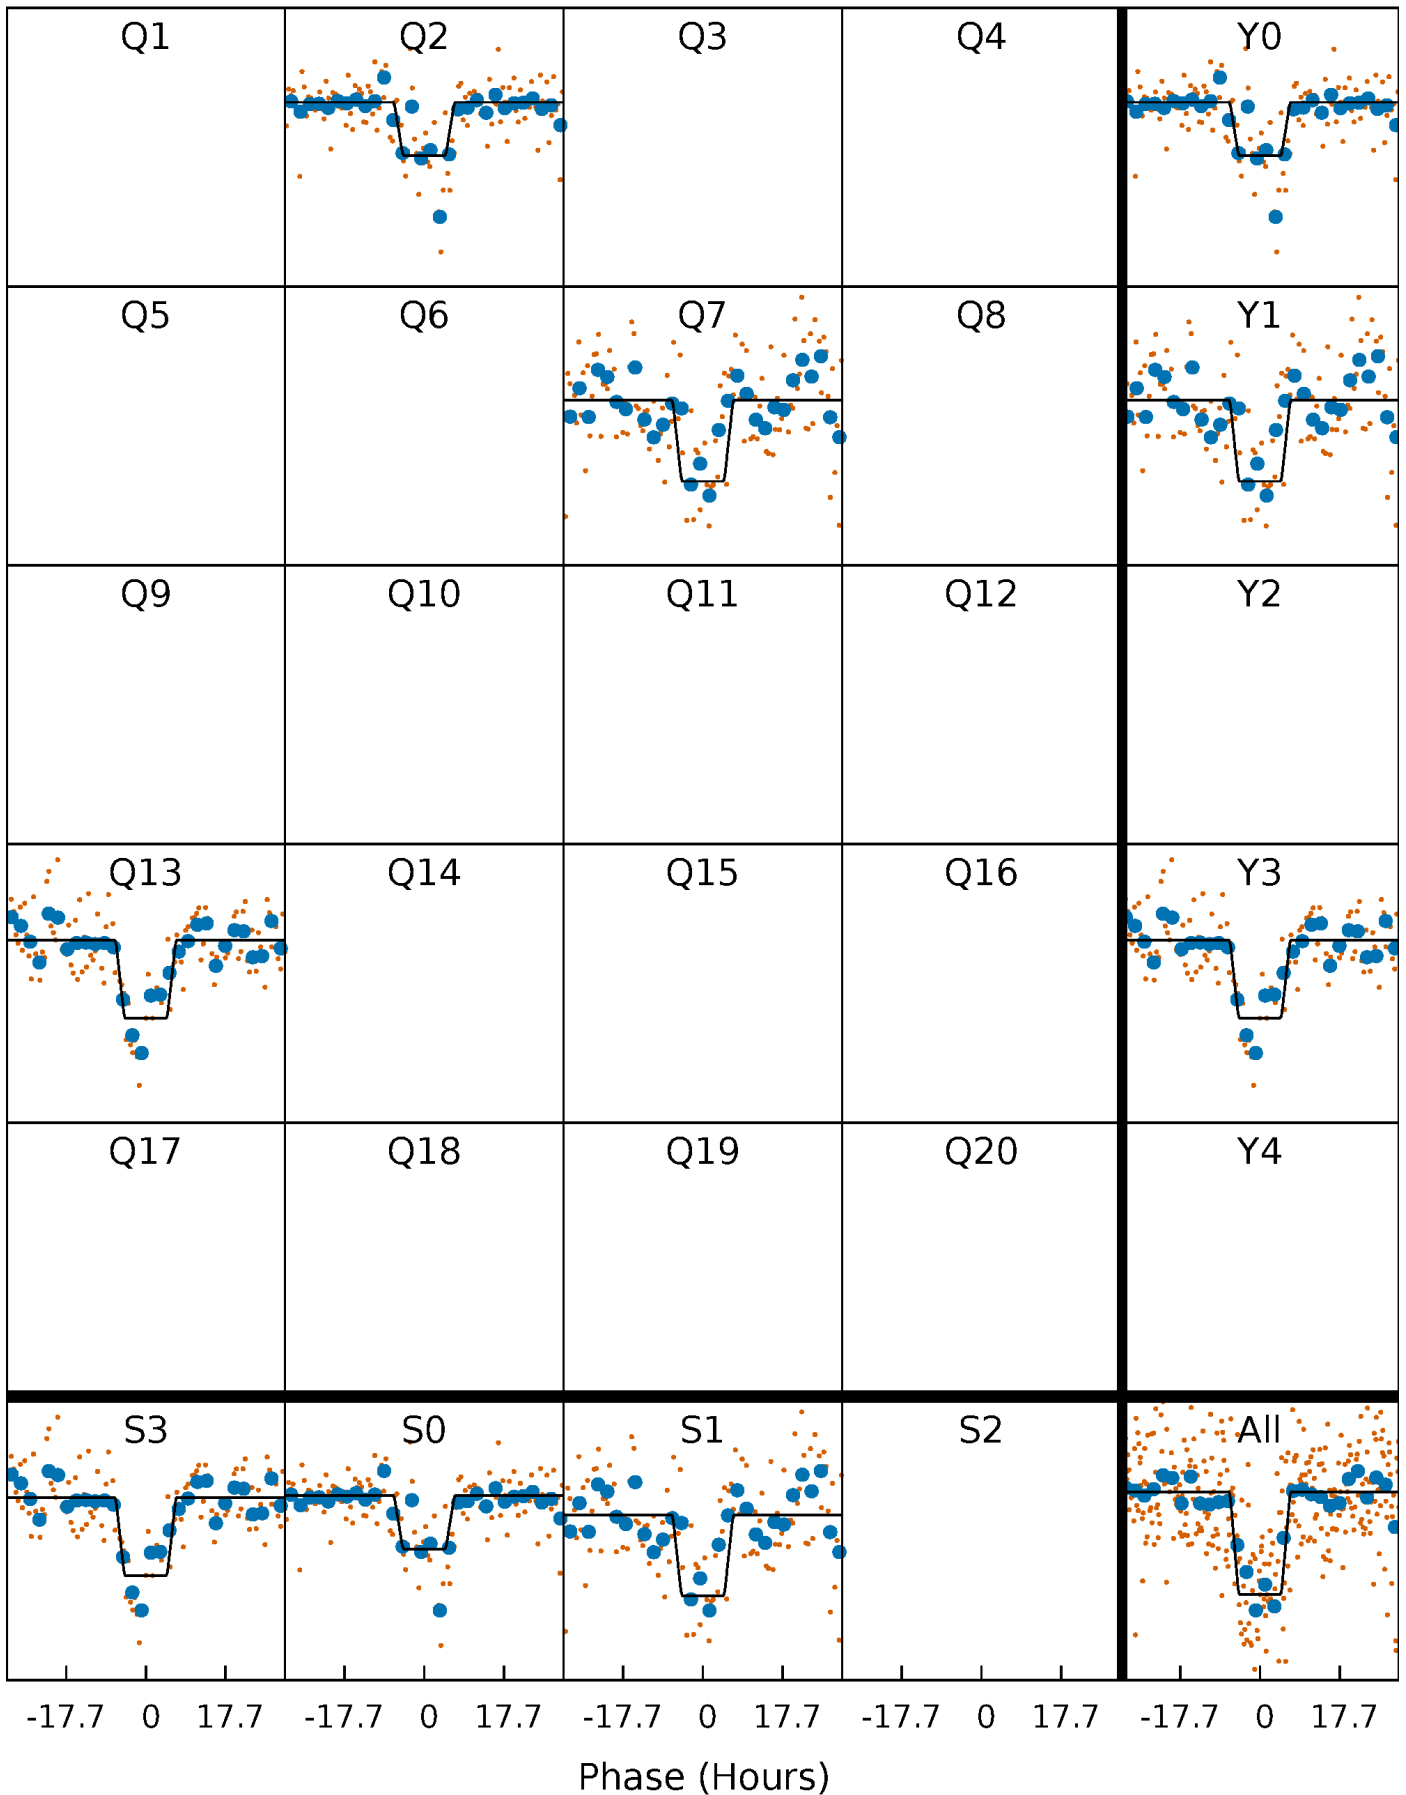 Q1 Q2 Q3 Q4 Y0
Q5 Q6 Q7 Q8 Y1
Q9 Q10 Q11 Q12 Y2
Q13 Q14 Q15 Q16 Y3
Q17 Q18 Q19 Q20 Y4
S3 S0 S1 S2 All
-17.7 0 17.7 -17.7 0 17.7 -17.7 0 17.7 -17.7 0 17.7 -17.7 0 17.7
Phase (Hours)